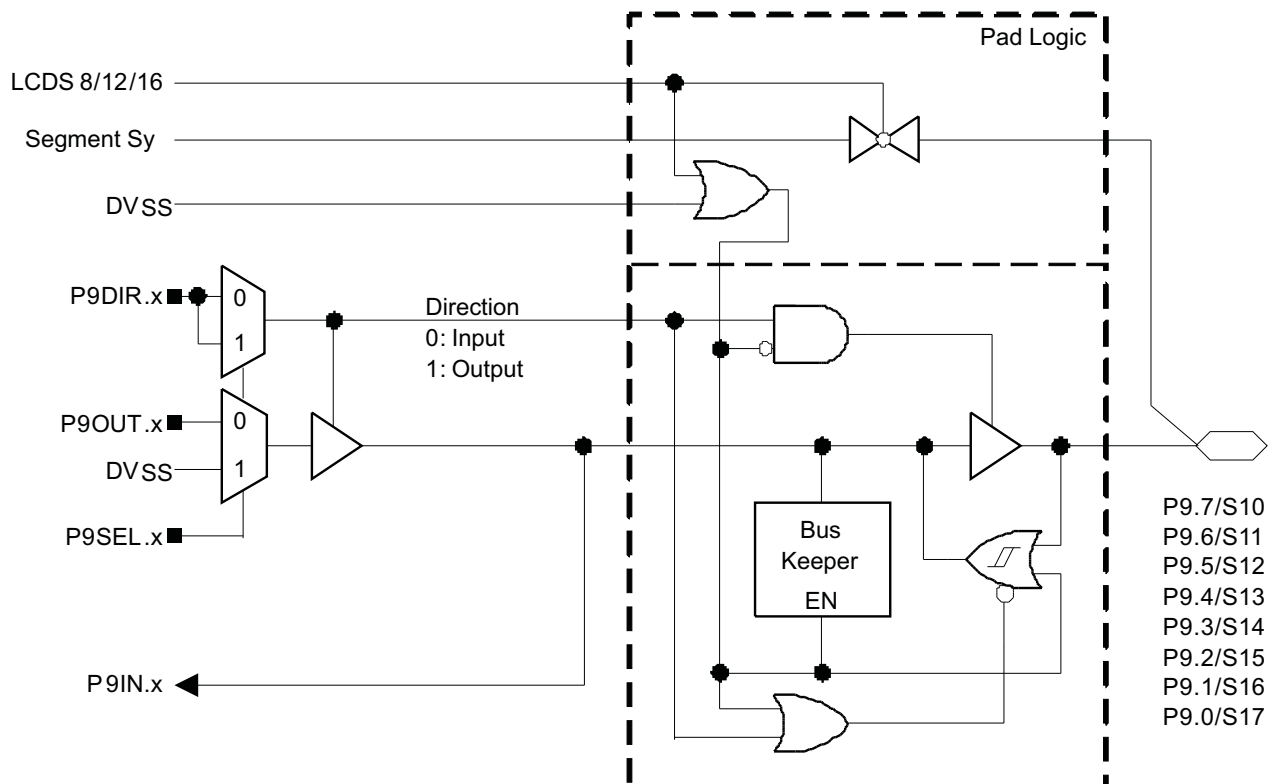 Pad Logic
LCDS 8/12/16
Segment Sy
DVSS
P9DIR.x
0
1
Direction
0: Input
1: Output
P9OUT.x
0
DVSS
1
P9SEL.x
Bus
Keeper
EN
P9IN.x
P9.7/S10
P9.6/S11
P9.5/S12
P9.4/S13
P9.3/S14
P9.2/S15
P9.1/S16
P9.0/S17